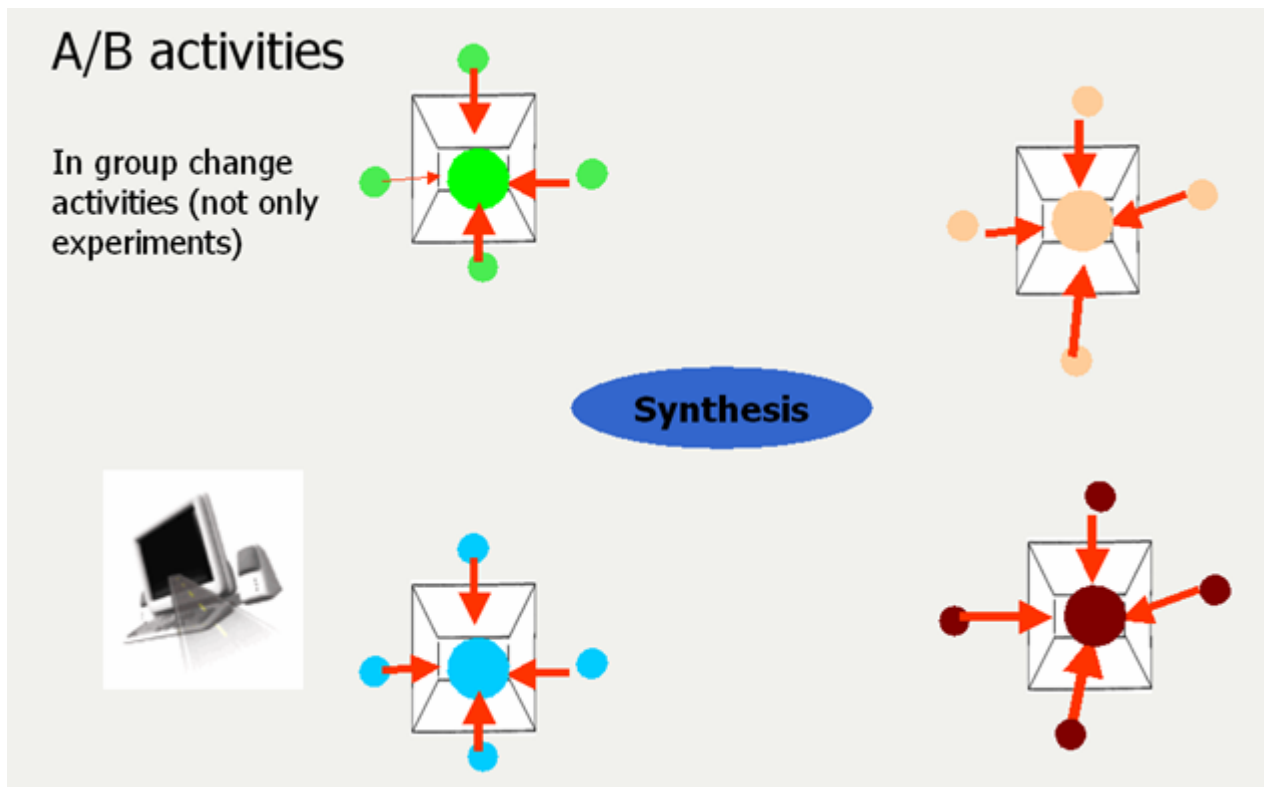 A/B activities
In group change
activities (not only
experiments)
Synthesis